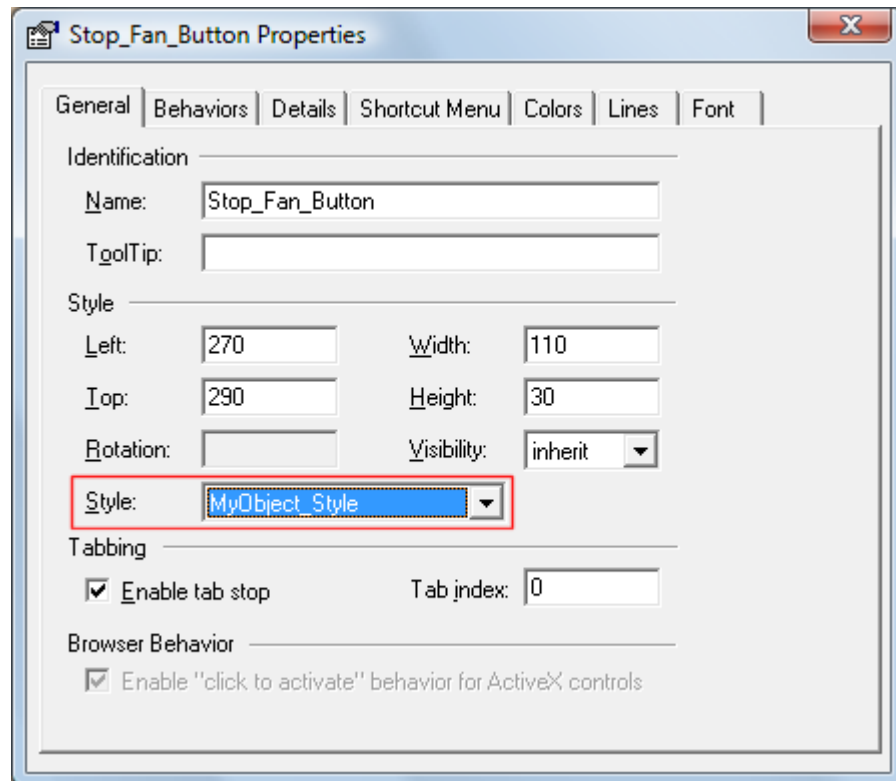 Stop_Fan_Button Properties
General Behaviors Details Shortcut Menu Colors Lines Font
Identification
Name: Stop_Fan_Button
ToolTip:
Style
Left: 270 Width: 110
Top: 290 Height: 30
Rotation: Visibility: inherit
Style: MyObject_Style
Tabbing
Enable tab stop Tab index: 0
Browser Behavior
Enable "click to activate" behavior for ActiveX controls